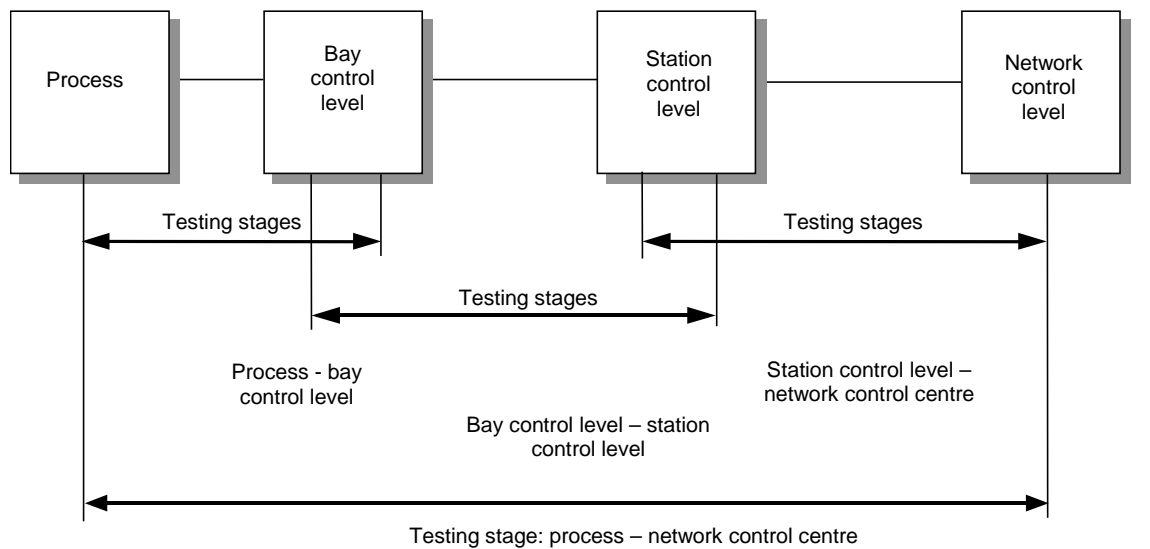 Process
Bay
control
level
Station
control
level
Network
control
level
Testing stages
Testing stages
Testing stages
Process - bay
control level
Station control level –
network control centre
Bay control level – station
control level
Testing stage: process – network control centre